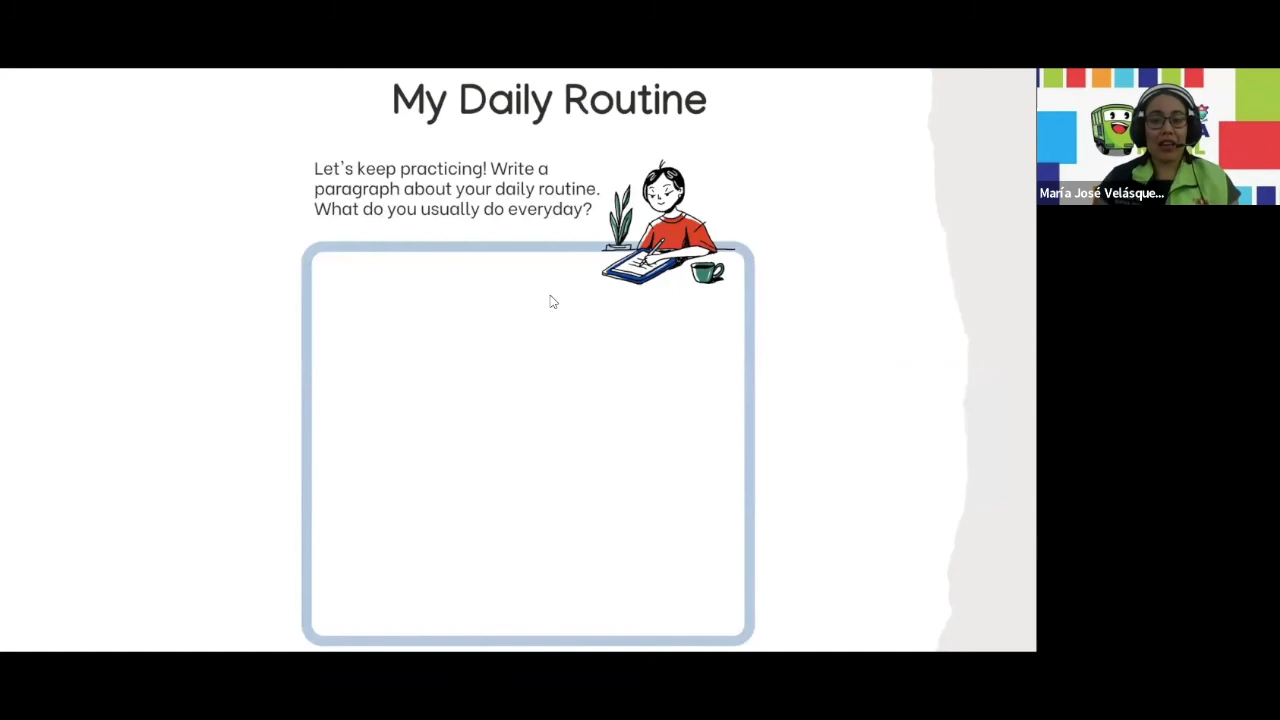 My Daily Routine
Let's keep practicing! Write a
paragraph about your daily routine.
What do you usually do everyday?
María José Velásque...